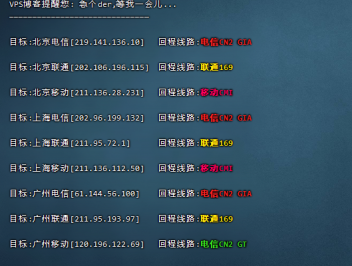 VPS博客提醒您: 急个der,等我一会儿...
目标:北京电信[219.141.136.10] 回程线路:电信CN2 GIA
目标:北京联通[202.106.196.115] 回程线路:联通169
目标:北京移动[211.136.28.231] 回程线路:移动CMI
目标:上海电信[202.96.199.132] 回程线路:电信CN2 GIA
目标:上海联通[211.95.72.1] 回程线路:联通169
目标:上海移动[211.136.112.50] 回程线路:移动CMI
目标:广州电信[61.144.56.100] 回程线路:电信CN2 GIA
目标:广州联通[211.95.193.97] 回程线路:联通169
目标:广州移动[120.196.122.69] 回程线路:电信CN2 GT